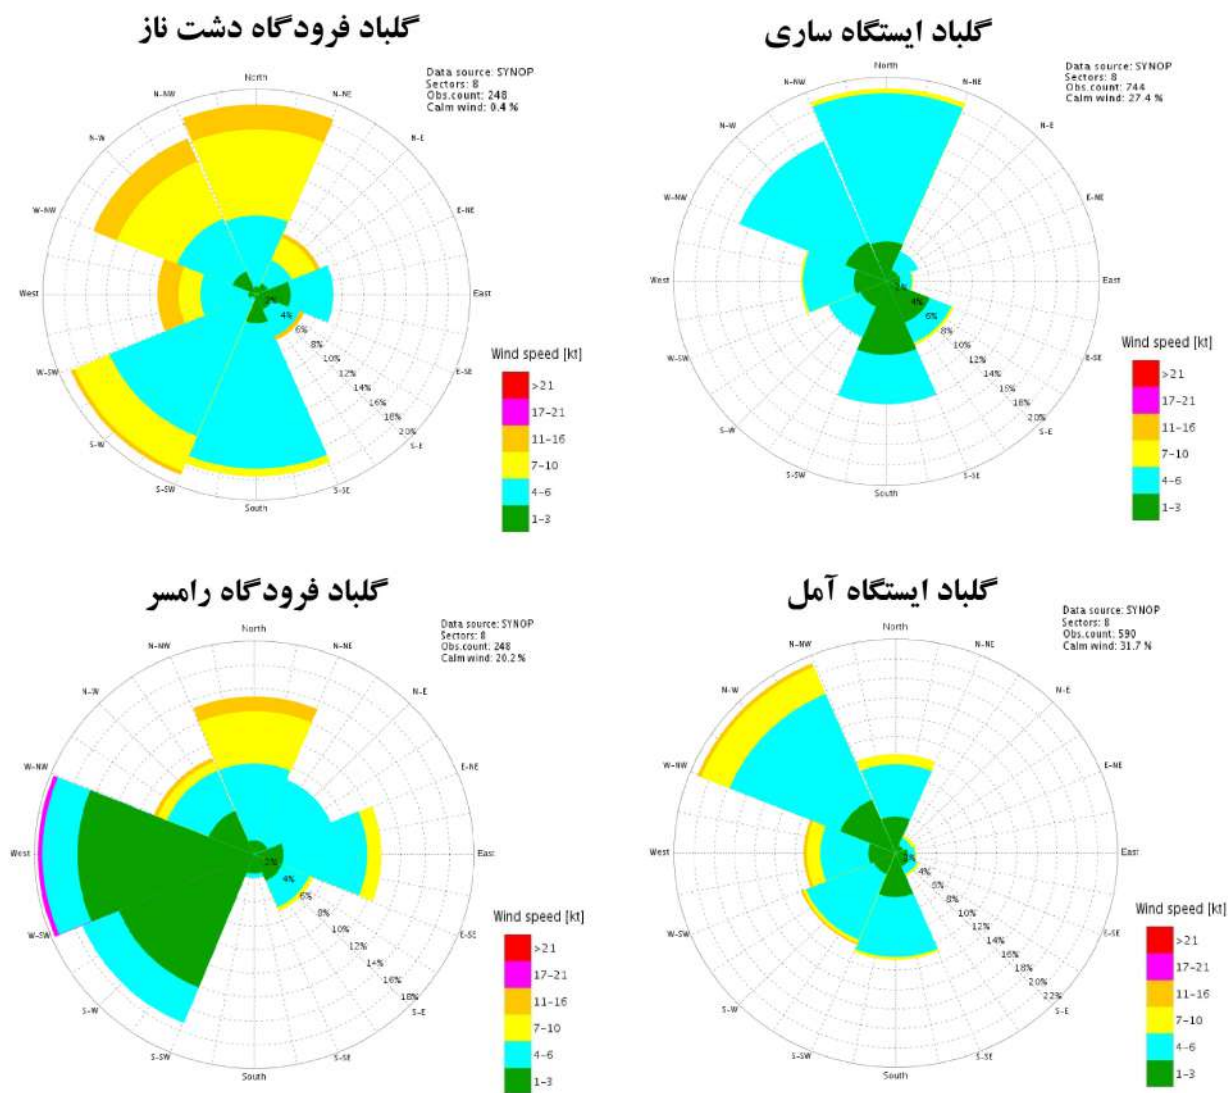 گلباد فرودگاه دشت ناز
Data source: SYNOP
Sectors: 8
Obs.count: 248
Calm wind: 0.4 %
North
N-NE
N-E
E-NE
East
E-SE
S-E
S-SE
South
S-SW
S-W
W-SW
West
W-NW
N-W
N-NW
2%
4%
6%
8%
10%
12%
14%
16%
18%
20%
Wind speed [kt]
>21
17-21
11-16
7-10
4-6
1-3
گلباد ایستگاه ساری
Data source: SYNOP
Sectors: 8
Obs.count: 744
Calm wind: 27.4 %
N-NW
N-NE
N-E
E-NE
East
E-SE
S-E
S-SE
South
S-SW
S-W
W-SW
West
W-NW
N-W
4%
6%
8%
10%
12%
14%
16%
18%
20%
Wind speed [kt]
>21
17-21
11-16
7-10
4-6
1-3
گلباد فرودگاه رامسر
Data source: SYNOP
Sectors: 8
Obs.count: 248
Calm wind: 20.2 %
North
N-NE
N-E
E-NE
East
E-SE
S-E
S-SE
South
S-SW
S-W
W-SW
West
W-NW
N-W
N-NW
2%
4%
6%
8%
10%
12%
14%
16%
18%
Wind speed [kt]
>21
17-21
11-16
7-10
4-6
1-3
گلباد ایستگاه آمل
Data source: SYNOP
Sectors: 8
Obs.count: 590
Calm wind: 31.7 %
North
N-NE
N-E
E-NE
East
E-SE
S-E
S-SE
South
S-SW
S-W
W-SW
West
W-NW
N-W
N-NW
2%
4%
6%
8%
10%
12%
14%
16%
18%
20%
22%
Wind speed [kt]
>21
17-21
11-16
7-10
4-6
1-3